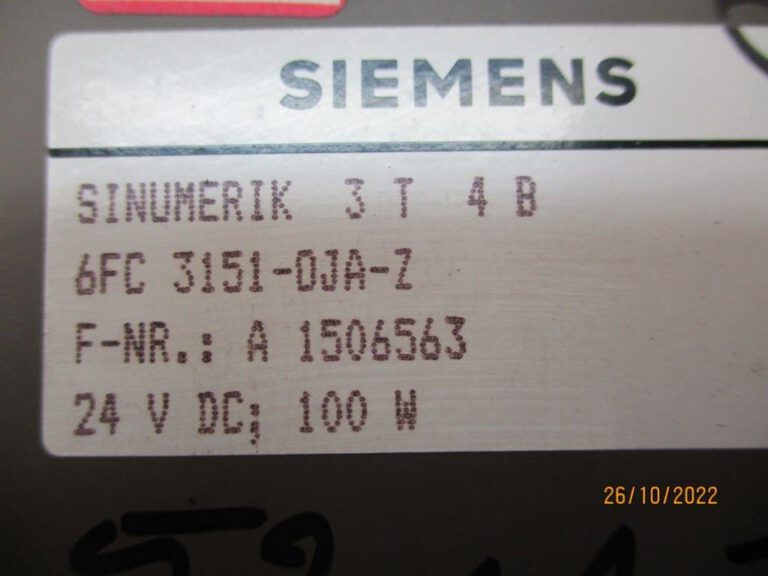 SIEMENS
SINUMERIK 3 T 4 B
6FC 3151-0JA-Z
F-NR.: A 1506563
24 V DC; 100 W
26/10/2022